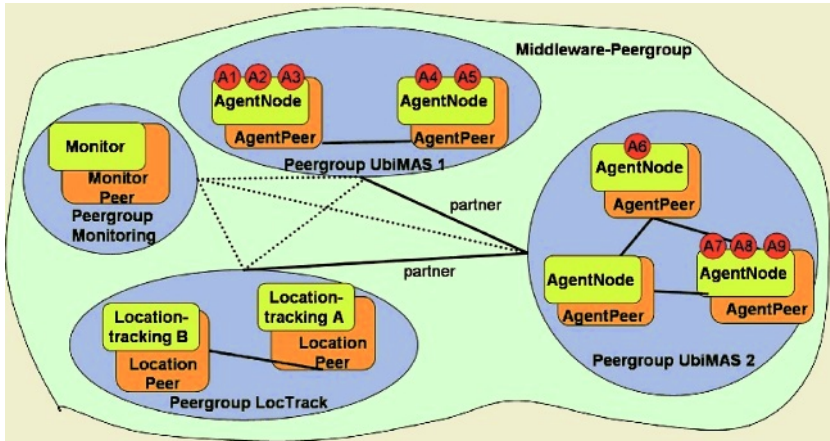 Middleware-Peergroup
A1 A2 A3
AgentNode
AgentPeer
A4 A5
AgentNode
AgentPeer
Peergroup UbiMAS 1
Monitor
Monitor
Peer
Peergroup
Monitoring
partner
partner
A6
AgentNode
AgentPeer
A7 A8 A9
AgentNode
AgentPeer
AgentNode
AgentPeer
Peergroup UbiMAS 2
Location-
tracking A
Location
Peer
Location-
tracking B
Location
Peer
Peergroup LocTrack